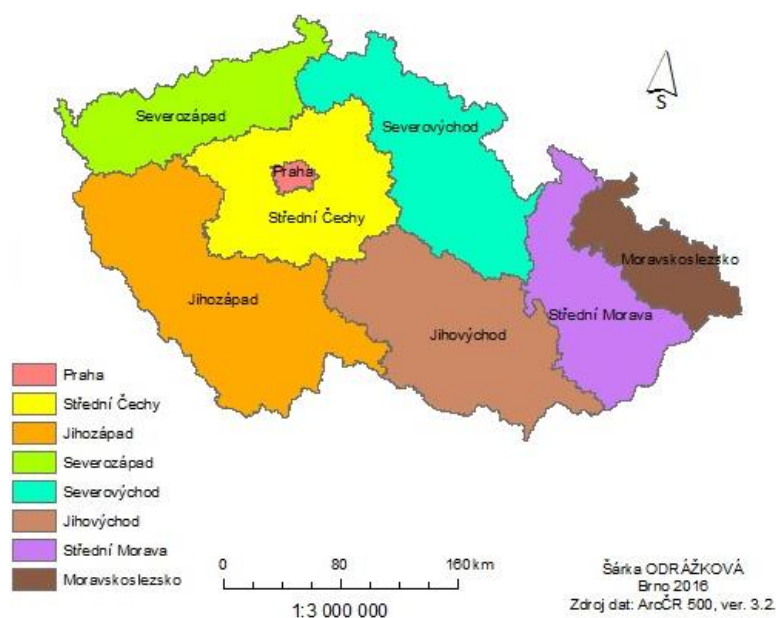 S
Severozápad
Severovýchod
Praha
Střední Čechy
Moravskoslezsko
Jihozápad
Střední Morava
Jihovýchod
Praha
Střední Čechy
Jihozápad
Severozápad
Severovýchod
Jihovýchod
Střední Morava
Moravskoslezsko
0 80 160 km
1:3 000 000
Šárka ODRÁŽKOVÁ
Brno 2016
Zdroj dat: ArcČR 500, ver. 3.2.